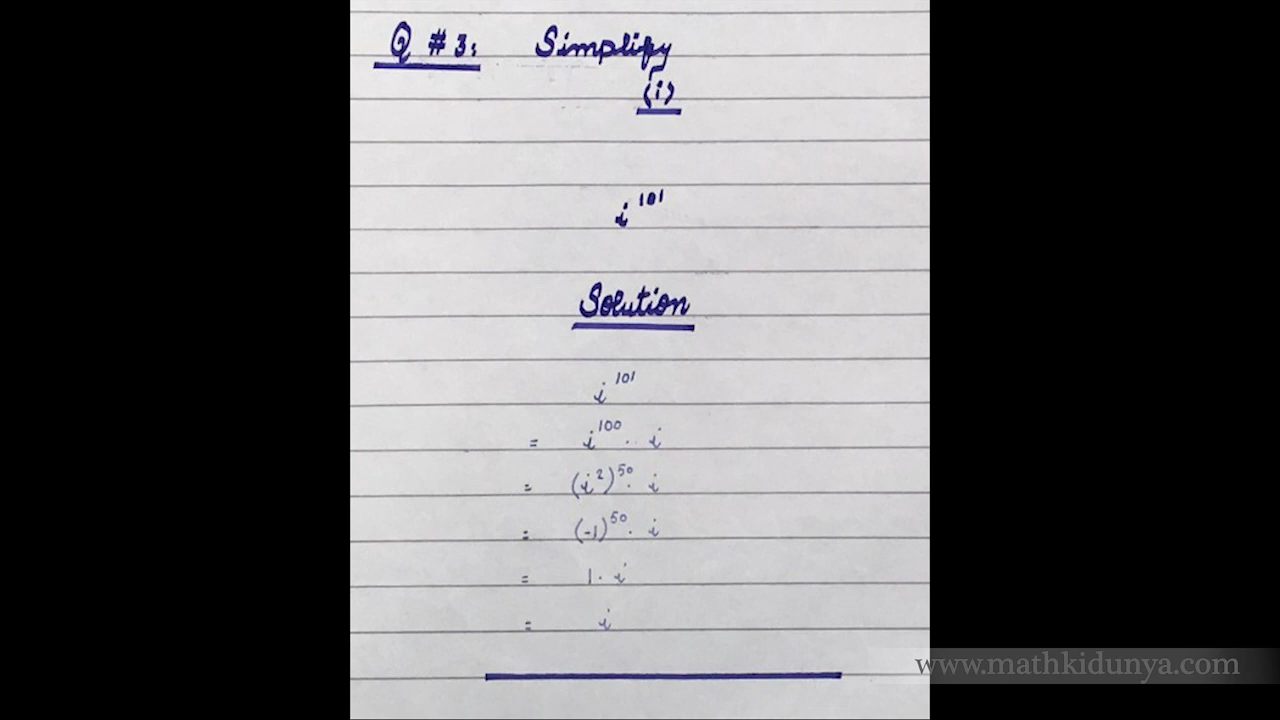 Q # 3: Simplify
(i)
i^101
Solution
i^101
= i^100 . i
= (i^2)^50 . i
= (-1)^50 . i
= 1 . i
= i
www.mathkidunya.com